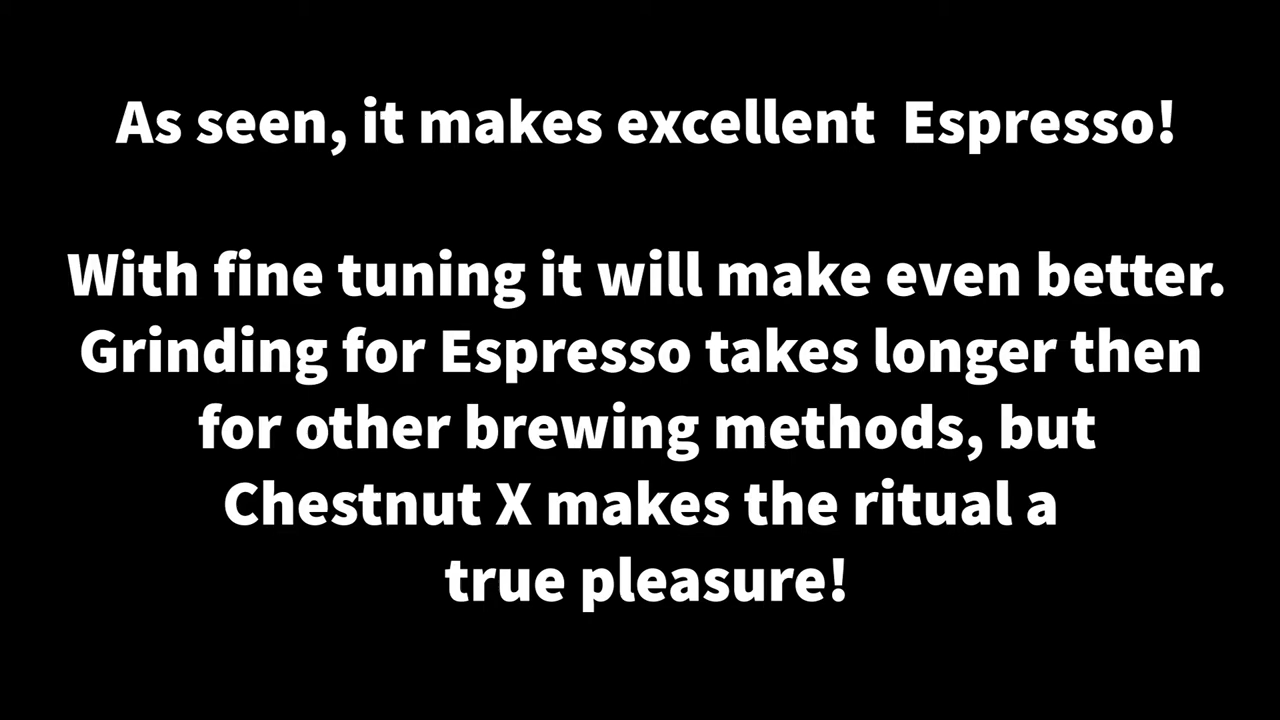 As seen, it makes excellent  Espresso!
With fine tuning it will make even better.
Grinding for Espresso takes longer then
for other brewing methods, but
Chestnut X makes the ritual a
true pleasure!